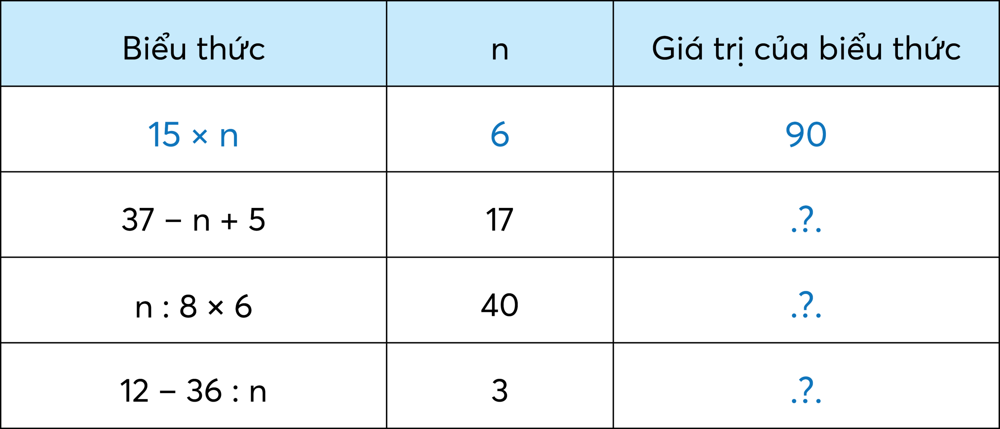 Biểu thức n Giá trị của biểu thức
15 × n 6 90
37 – n + 5 17 .?.
n : 8 × 6 40 .?.
12 – 36 : n 3 .?.